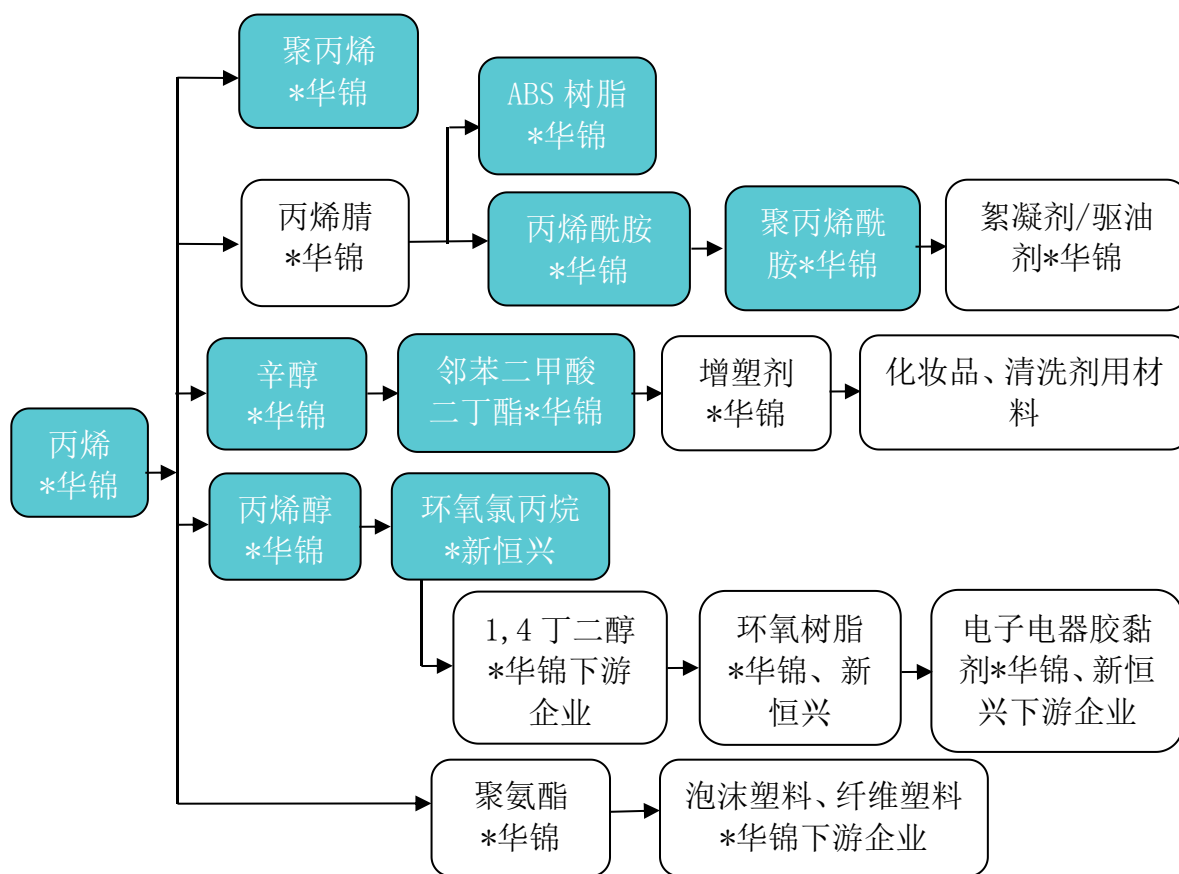 聚丙烯
*华锦
ABS 树脂
*华锦
丙烯腈
*华锦
丙烯酰胺
*华锦
聚丙烯酰
胺*华锦
絮凝剂/驱油
剂*华锦
辛醇
*华锦
邻苯二甲酸
二丁酯*华锦
增塑剂
*华锦
化妆品、清洗剂用材
料
丙烯
*华锦
丙烯醇
*华锦
环氧氯丙烷
*新恒兴
1,4 丁二醇
*华锦下游
企业
环氧树脂
*华锦、新
恒兴
电子电器胶黏
剂*华锦、新恒
兴下游企业
聚氨酯
*华锦
泡沫塑料、纤维塑料
*华锦下游企业